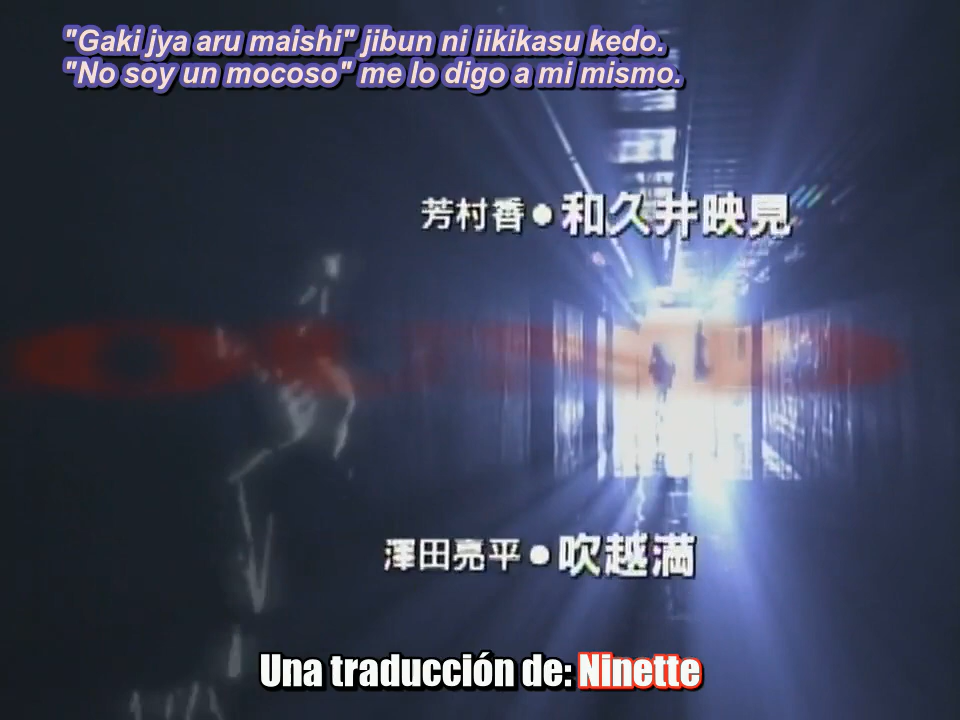 "Gaki jya aru maishi" jibun ni iikikasu kedo.
"No soy un mocoso" me lo digo a mi mismo.
芳村香●和久井映見
澤田亮平●吹越満
Una traducción de: Ninette